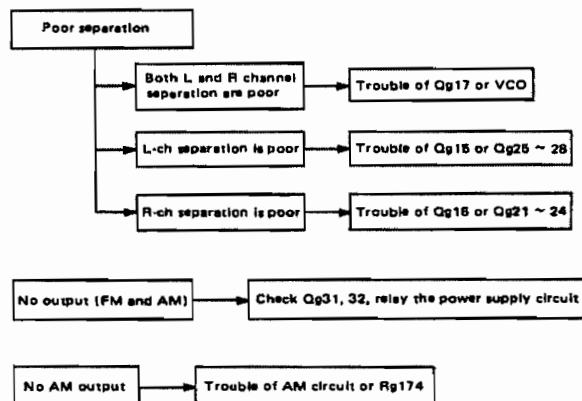 Poor separation
Both L and R channel
separation are poor
Trouble of Qg17 or VCO
L-ch separation is poor
Trouble of Qg15 or Qg25 ~ 28
R-ch separation is poor
Trouble of Qg16 or Qg21 ~ 24
No output (FM and AM)
Check Qg31, 32, relay the power supply circuit
No AM output
Trouble of AM circuit or Rg174